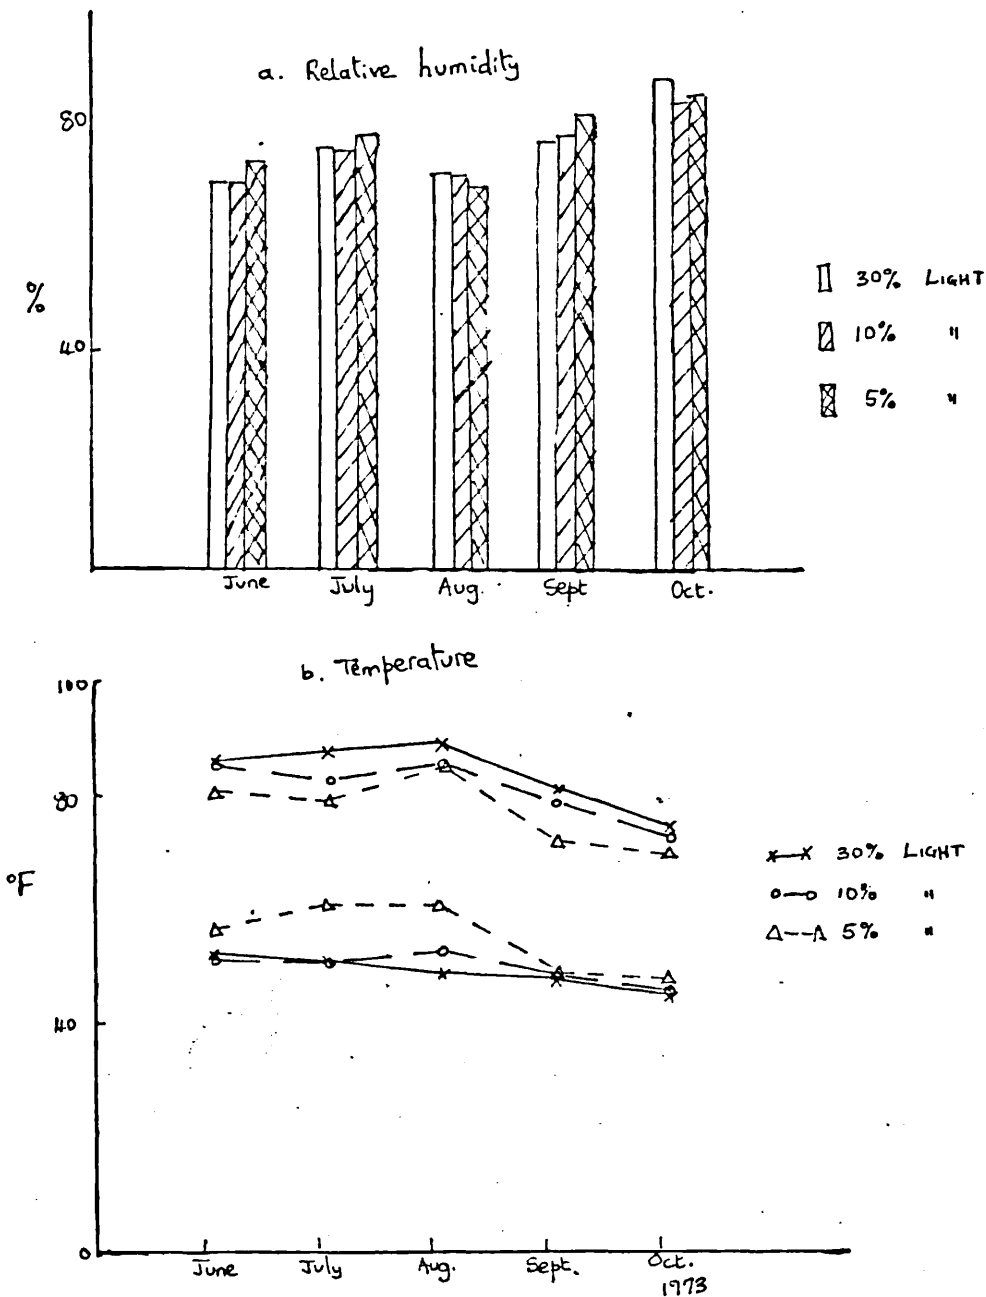 a. Relative humidity
80
%
40
30% LIGHT
10% "
5% "
June July Aug. Sept Oct.
b. Temperature
100
80
°F
40
0
30% LIGHT
10% "
5% "
June July Aug. Sept. Oct.
1973